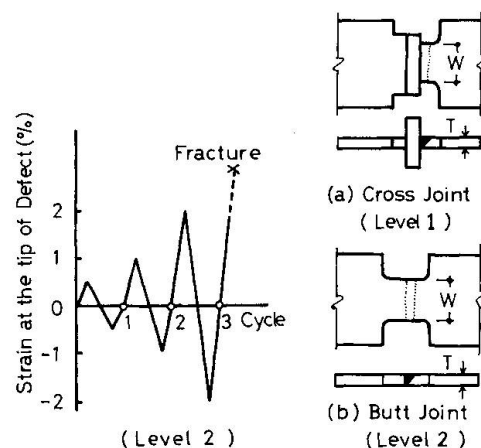 Strain at the tip of Defect (%)
Fracture
2
1
0
-1
-2
1
2
3
Cycle
( Level 2 )
W
T
(a) Cross Joint
( Level 1 )
W
T
(b) Butt Joint
(Level 2)